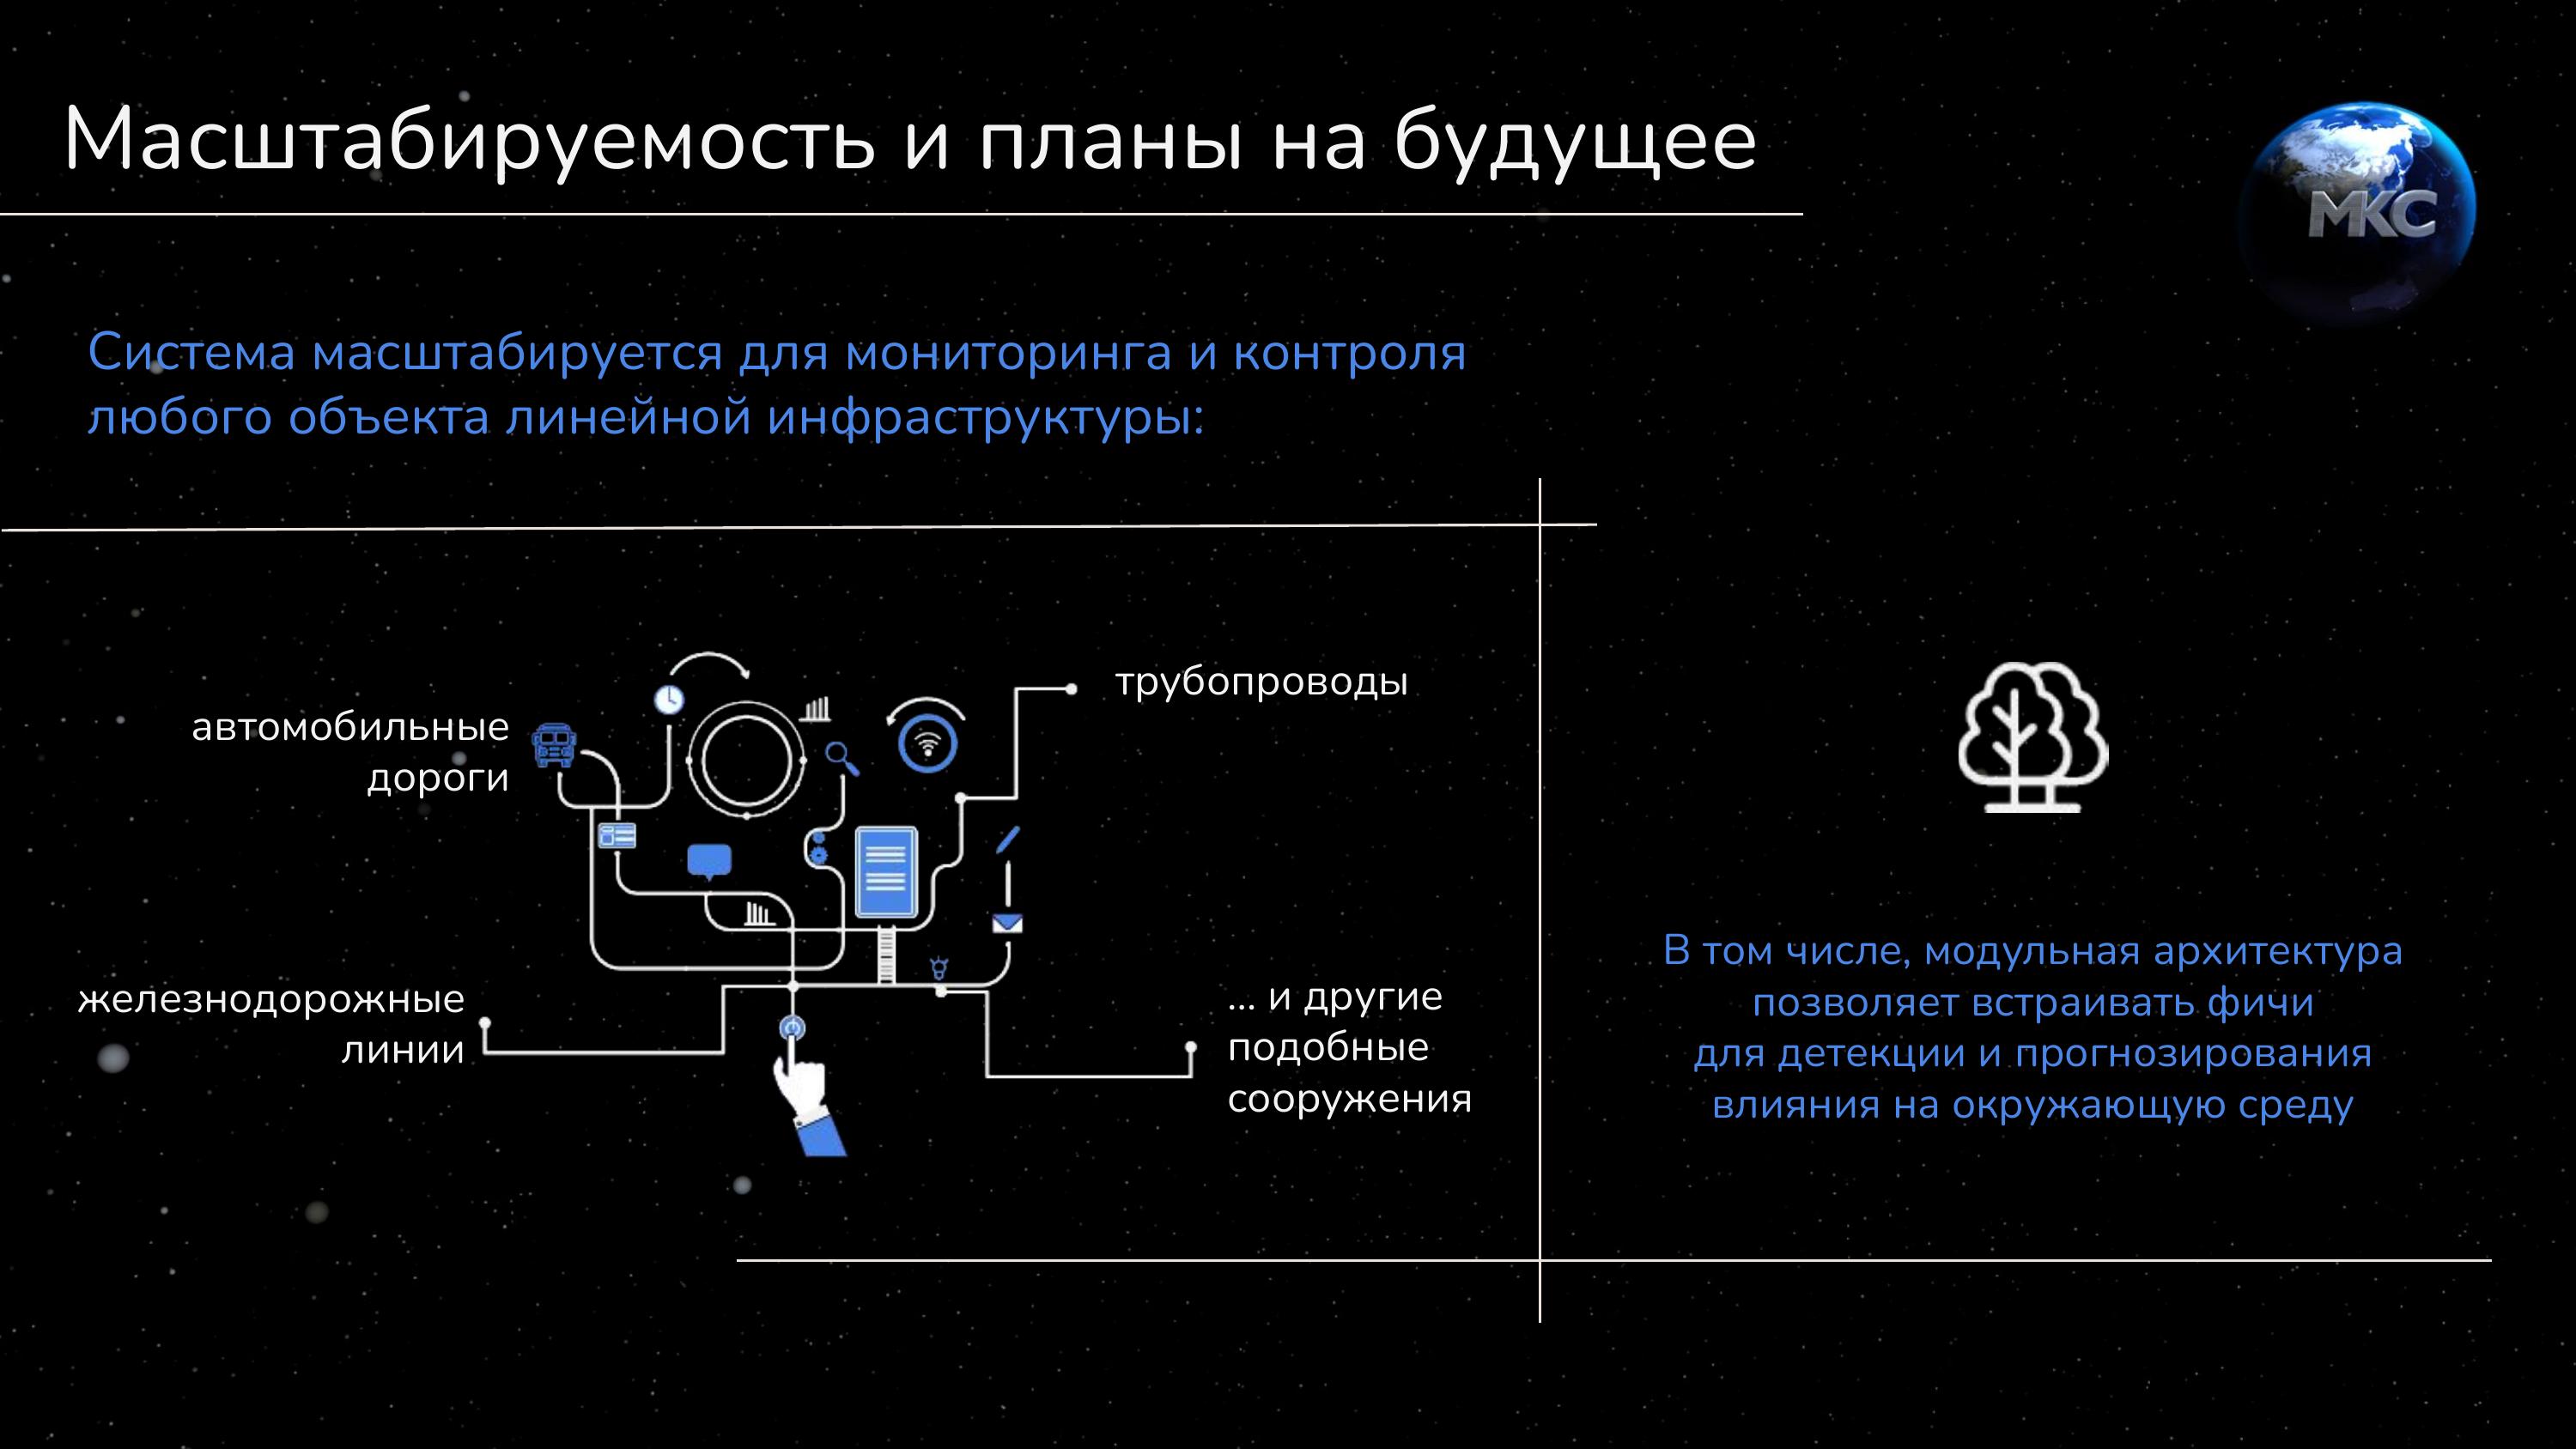 Масштабируемость и планы на будущее
МКС
Система масштабируется для мониторинга и контроля
любого объекта линейной инфраструктуры:
автомобильные
дороги
трубопроводы
железнодорожные
линии
... и другие
подобные
сооружения
В том числе, модульная архитектура
позволяет встраивать фичи
для детекции и прогнозирования
влияния на окружающую среду